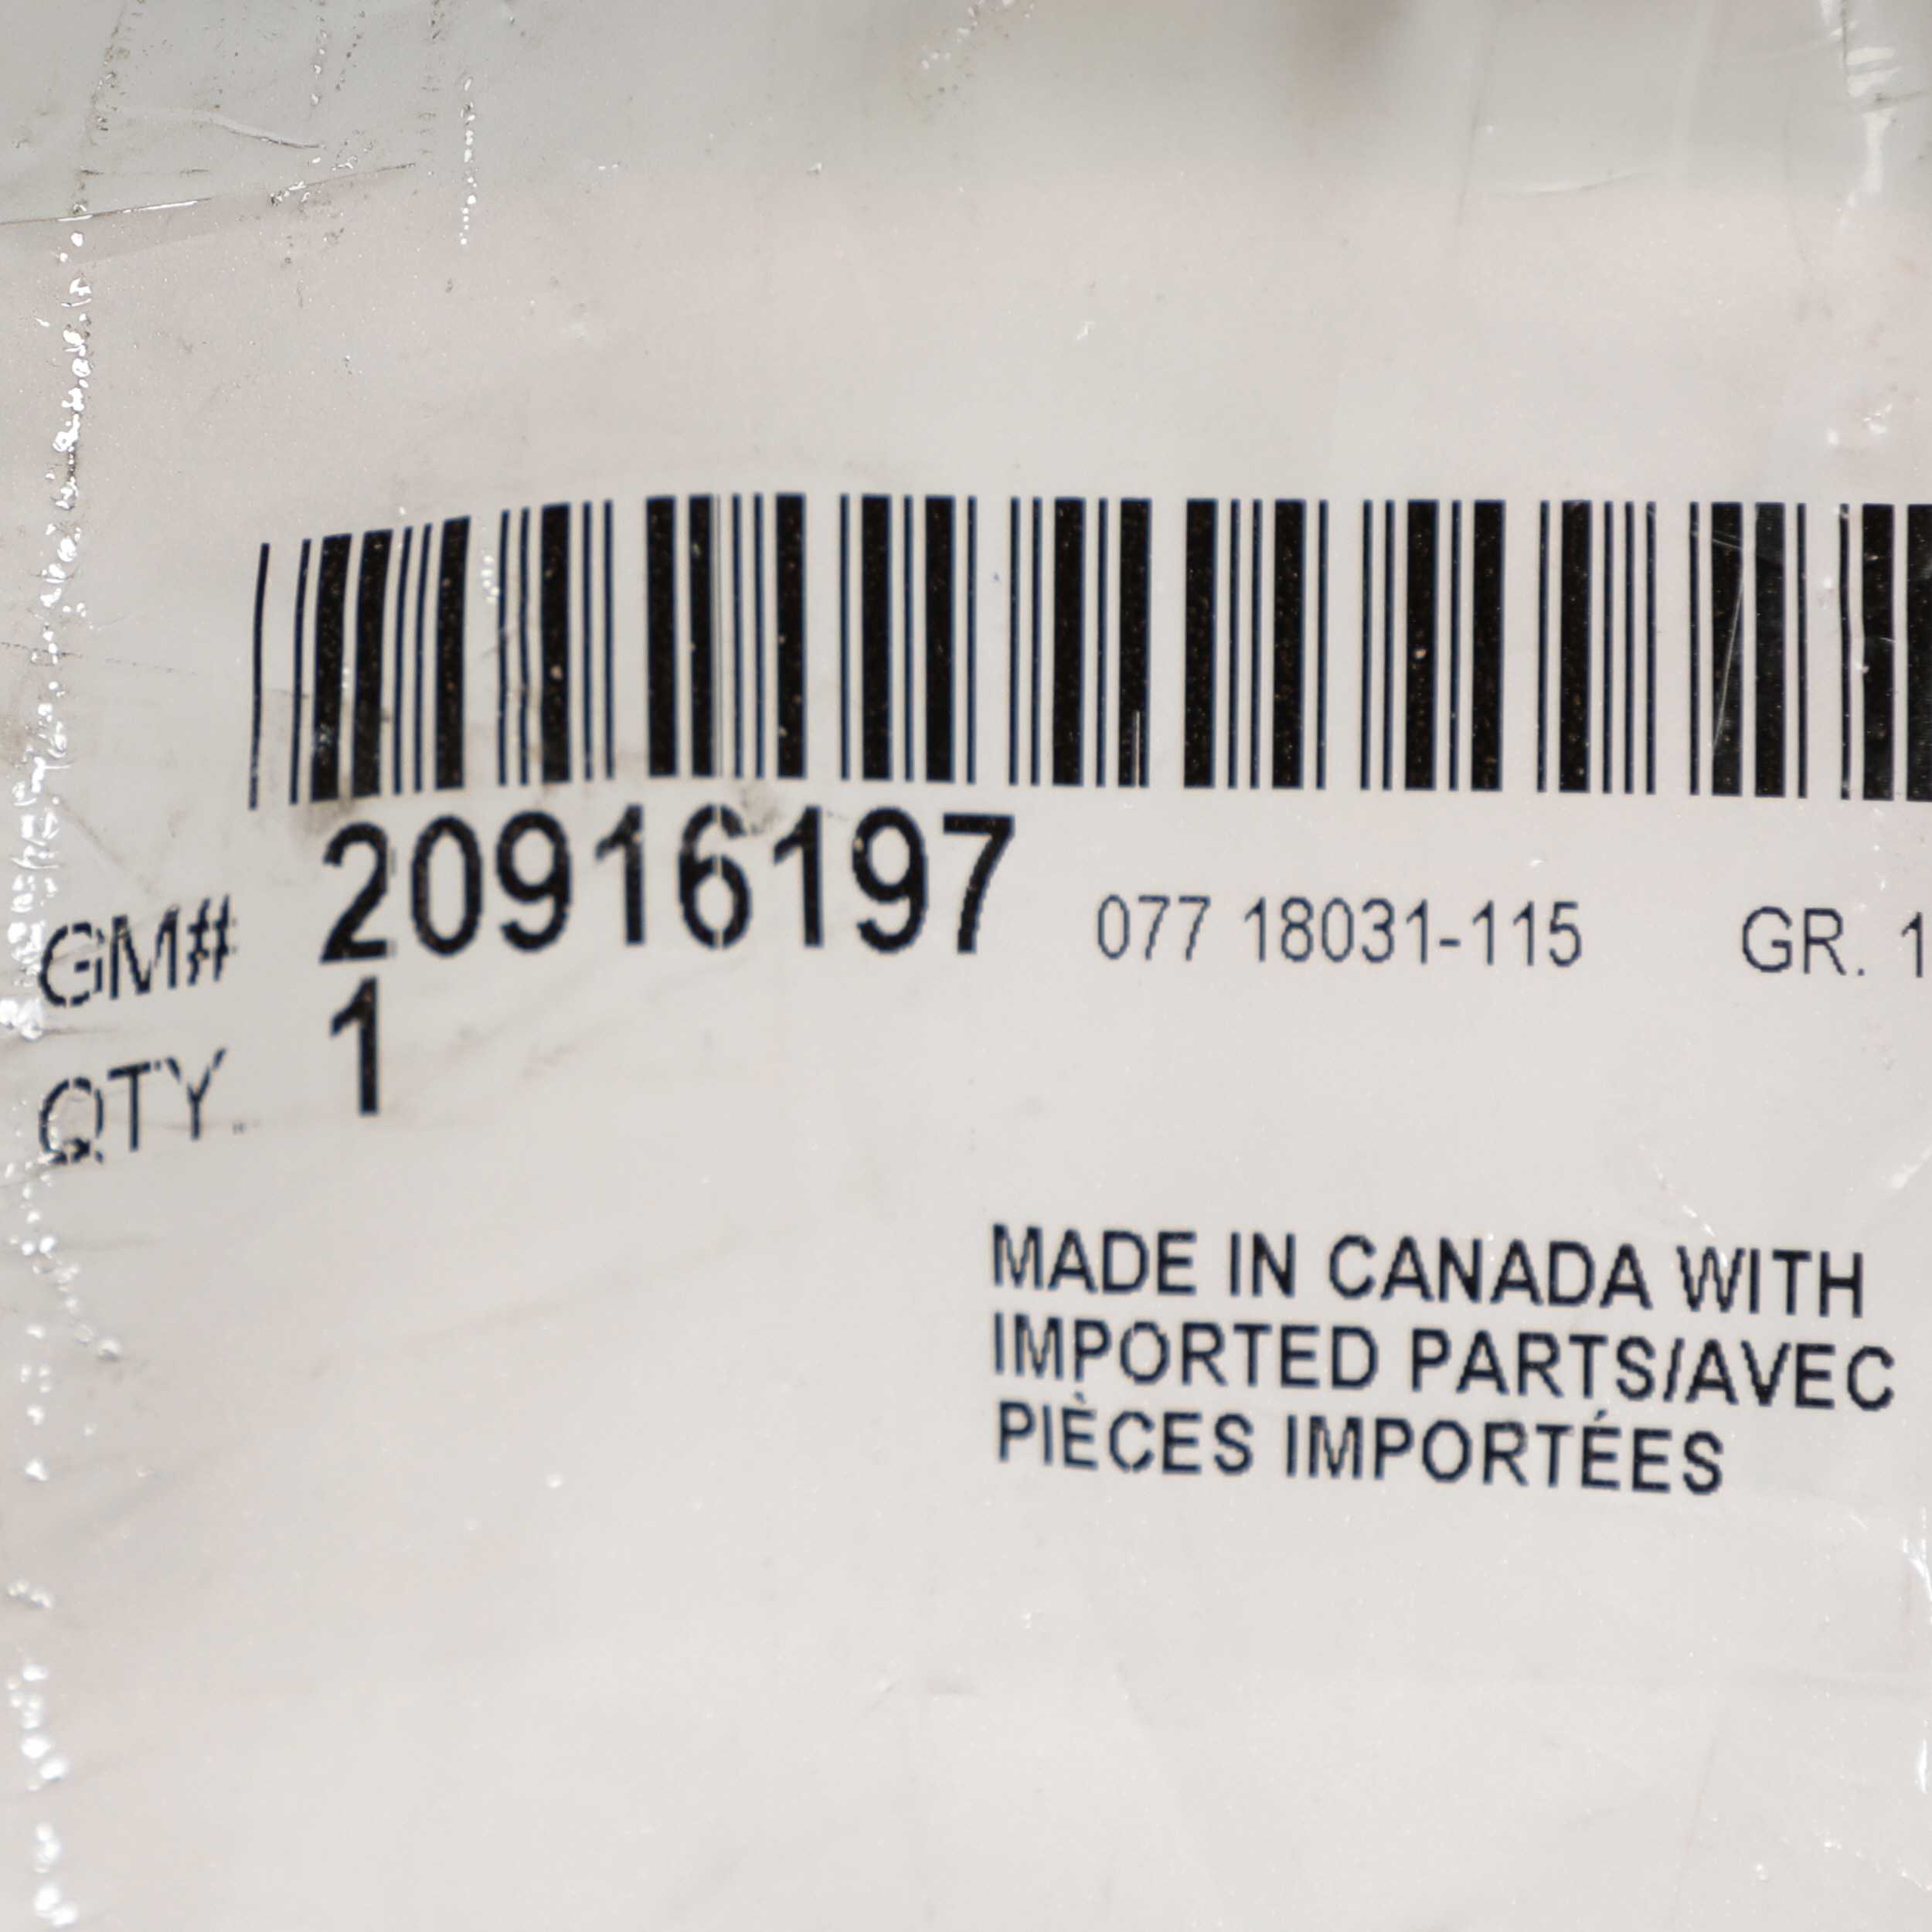 GM# 20916197 077 18031-115 GR. 1
QTY. 1
MADE IN CANADA WITH
IMPORTED PARTS/AVEC
PIÈCES IMPORTÉES